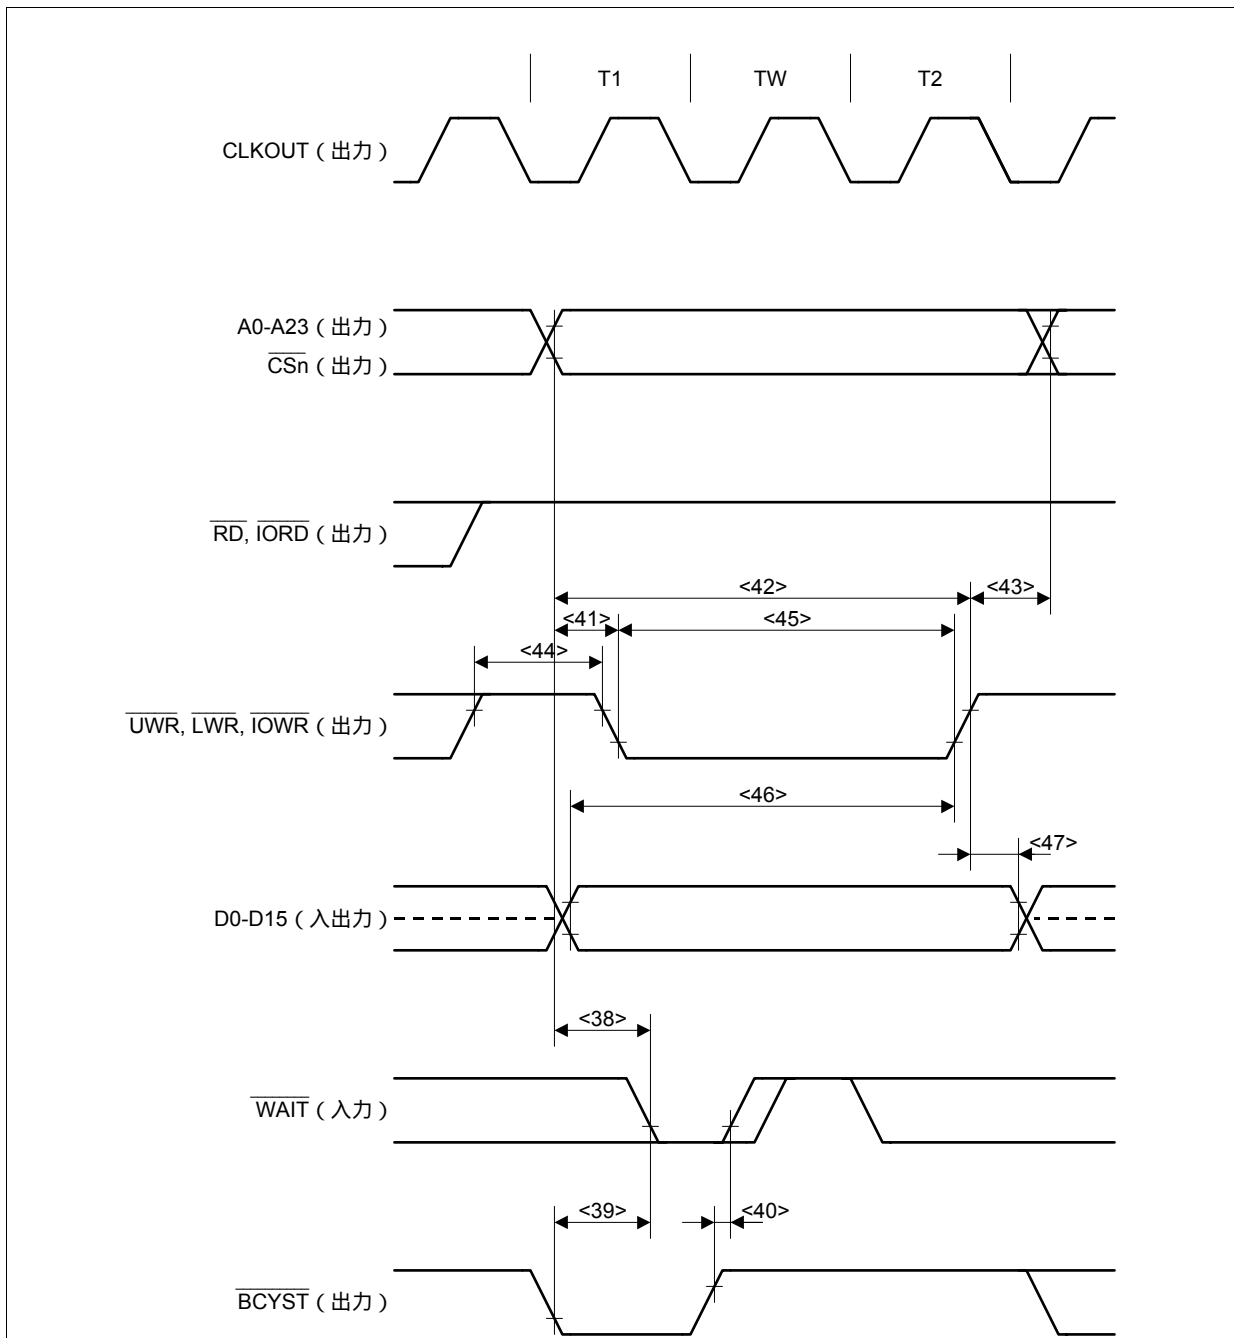 T1 TW T2
CLKOUT（出力）
A0-A23（出力）
CSn（出力）
RD, IORD（出力）
<42> <43>
<41> <45>
<44>
UWR, LWR, IOWR（出力）
<46>
<47>
D0-D15（入出力）
<38>
WAIT（入力）
<39> <40>
BCYST（出力）